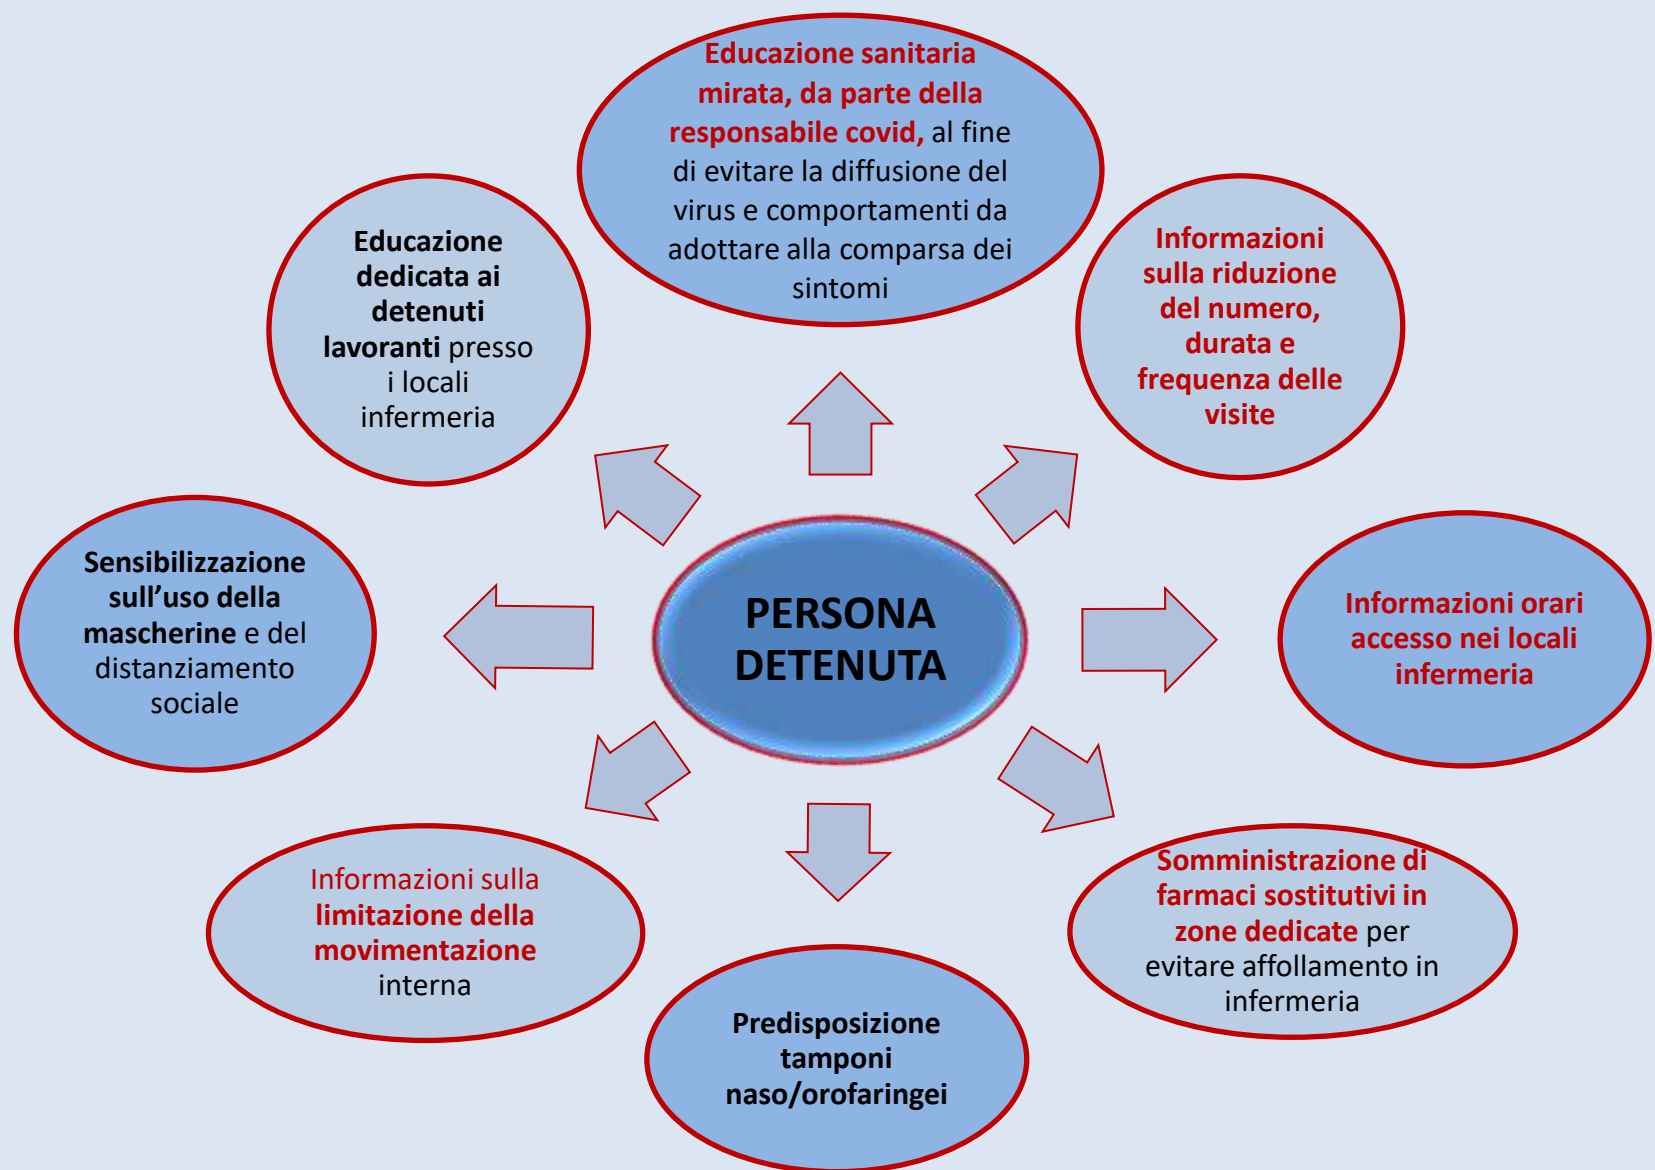 Educazione sanitaria
mirata, da parte della
responsabile covid, al fine
di evitare la diffusione del
virus e comportamenti da
adottare alla comparsa dei
sintomi
Informazioni
sulla riduzione
del numero,
durata e
frequenza delle
visite
Informazioni orari
accesso nei locali
infermeria
Somministrazione di
farmaci sostitutivi in
zone dedicate per
evitare affollamento in
infermeria
Predisposizione
tamponi
naso/orofaringei
Informazioni sulla
limitazione della
movimentazione
interna
Sensibilizzazione
sull’uso della
mascherine e del
distanziamento
sociale
Educazione
dedicata ai
detenuti
lavoranti presso
i locali
infermeria
PERSONA
DETENUTA